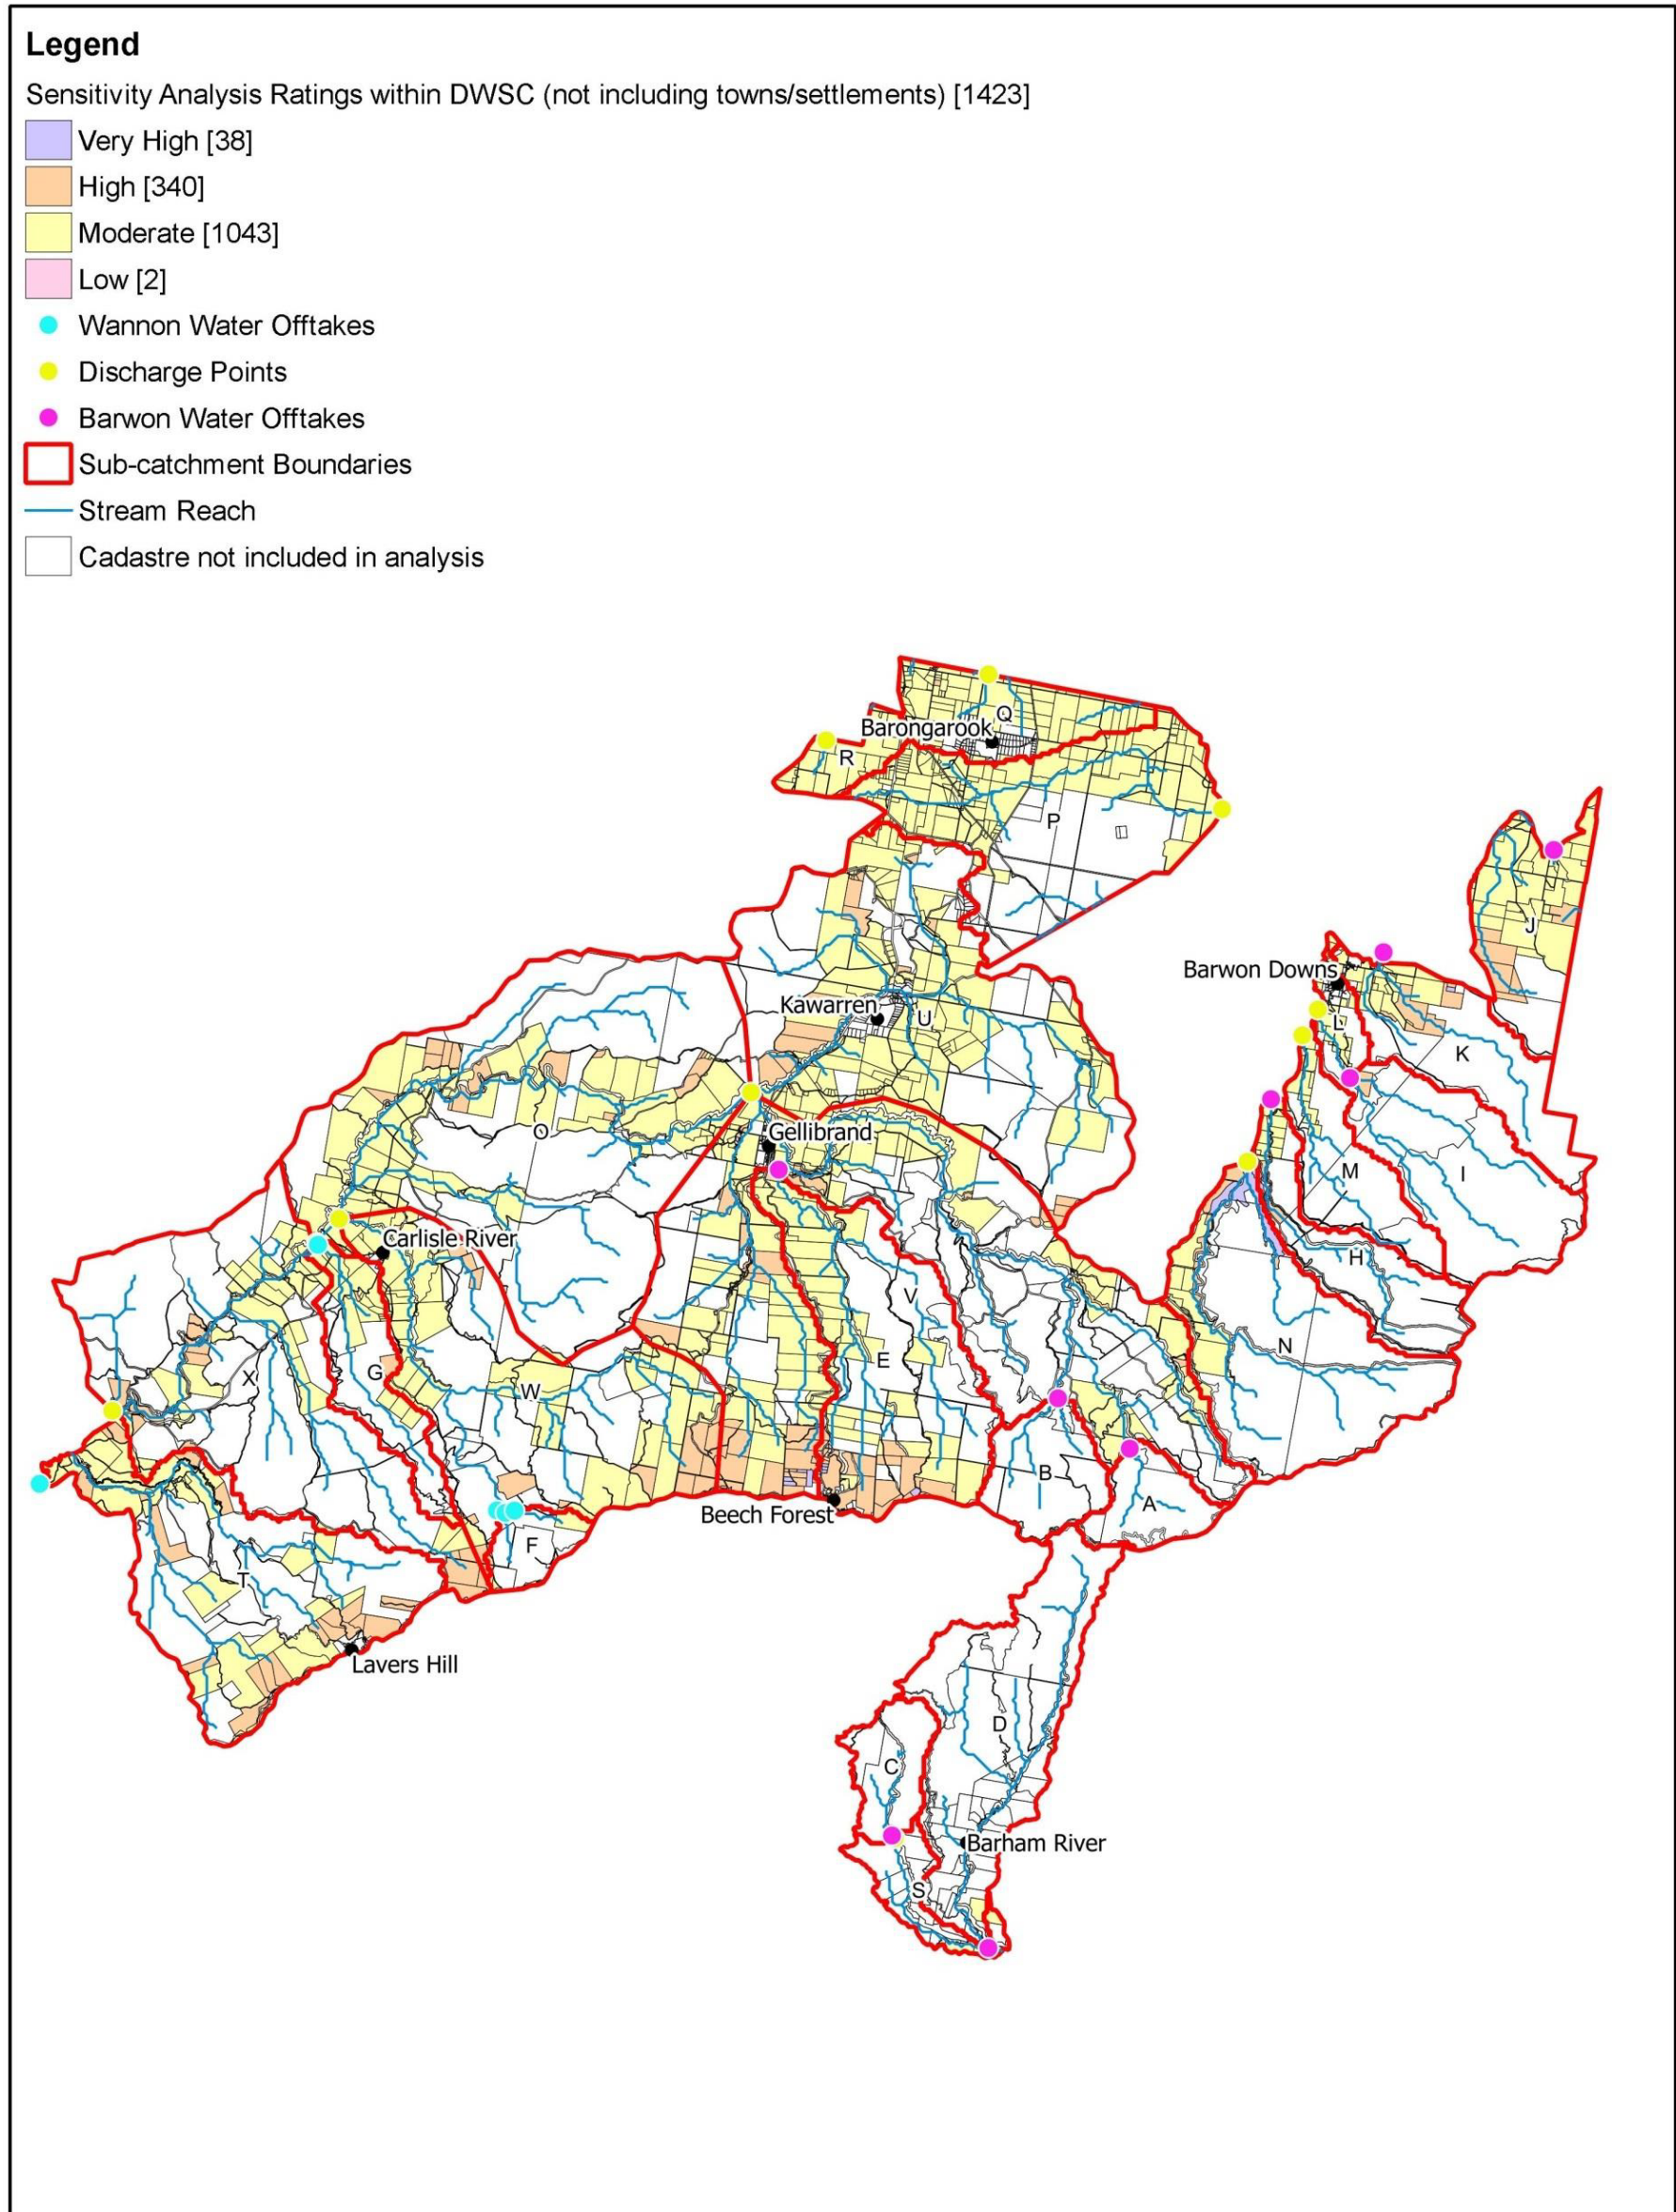 Legend
Sensitivity Analysis Ratings within DWSC (not including towns/settlements) [1423]
Very High [38]
High [340]
Moderate [1043]
Low [2]
Wannon Water Offtakes
Discharge Points
Barwon Water Offtakes
Sub-catchment Boundaries
Stream Reach
Cadastre not included in analysis
Q
Barongarook
R
P
J
Barwon Downs
Kawarren
U
L
K
O
Gellibrand
M
I
Carlisle River
H
V
N
E
X
G
W
B
A
Beech Forest
F
T
Lavers Hill
D
C
Barham River
S